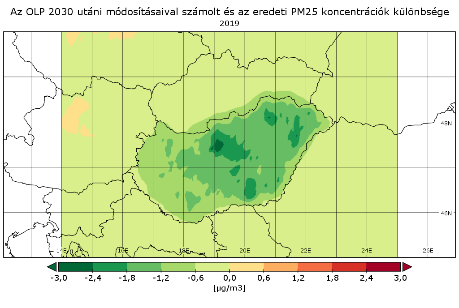 Az OLP 2030 utáni módosításaival számolt és az eredeti PM25 koncentrációk különbsége
2019
48N
46N
16E 18E 20E 22E 24E 26E
-3,0 -2,4 -1,8 -1,2 -0,6 0,0 0,6 1,2 1,8 2,4 3,0
[µg/m3]